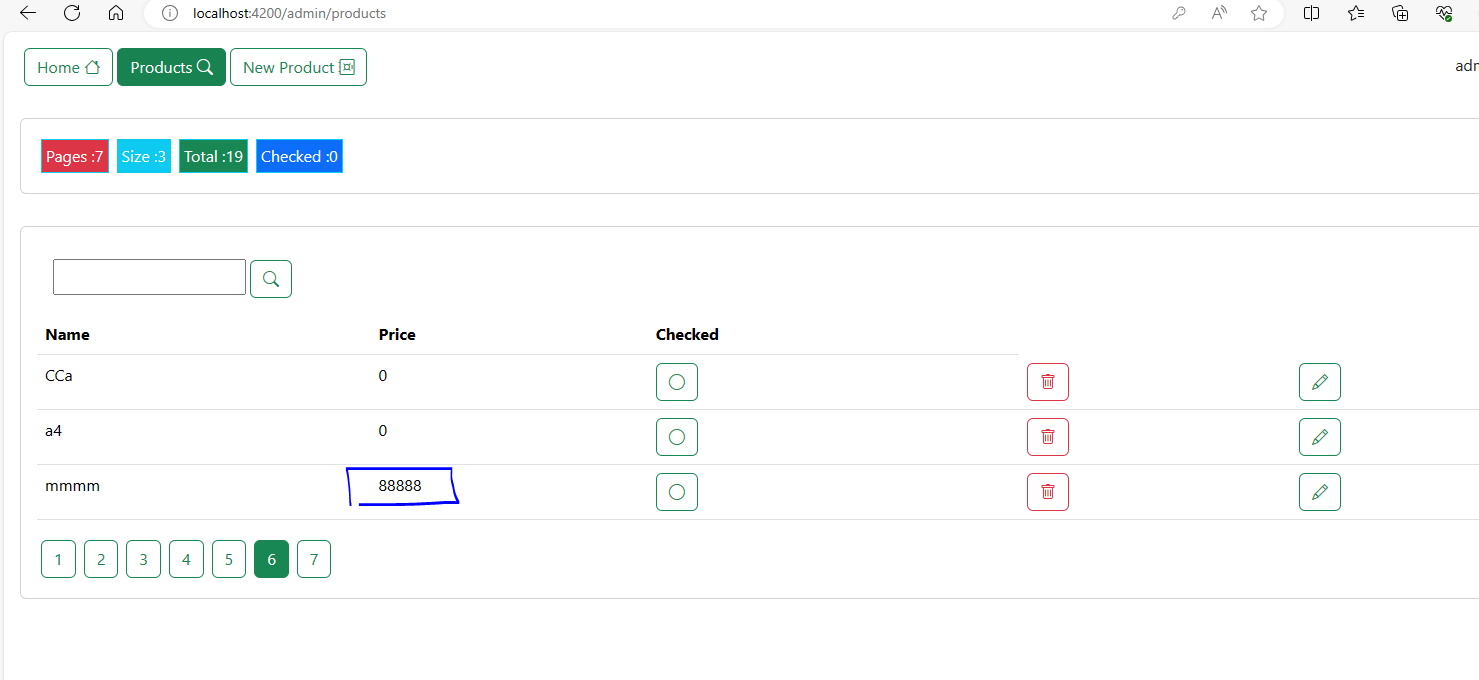 localhost:4200/admin/products
Home Products New Product adm
Pages :7 Size :3 Total :19 Checked :0
Name Price Checked
CCa 0
a4 0
mmmm 88888
1 2 3 4 5 6 7